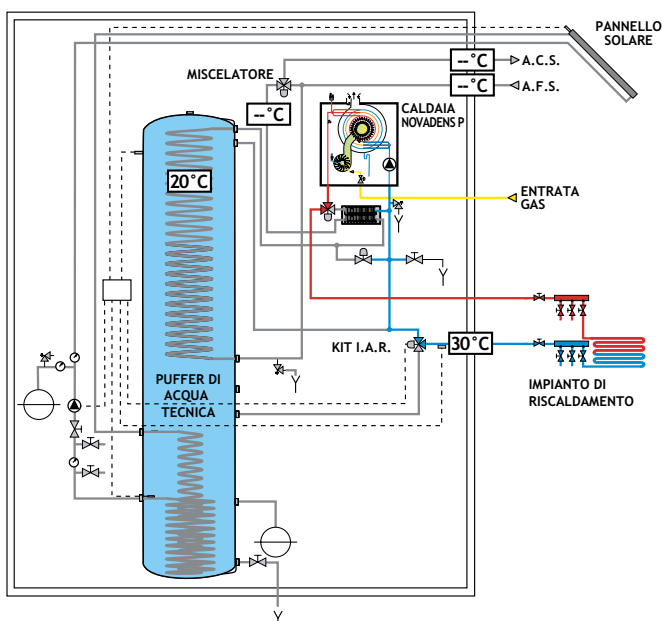 PANNELLO
SOLARE
--°C
A.C.S.
MISCELATORE
--°C
A.F.S.
--°C
CALDAIA
NOVADENS P
20°C
ENTRATA
GAS
KIT I.A.R.
30°C
PUFFER DI
ACQUA
TECNICA
IMPIANTO DI
RISCALDAMENTO